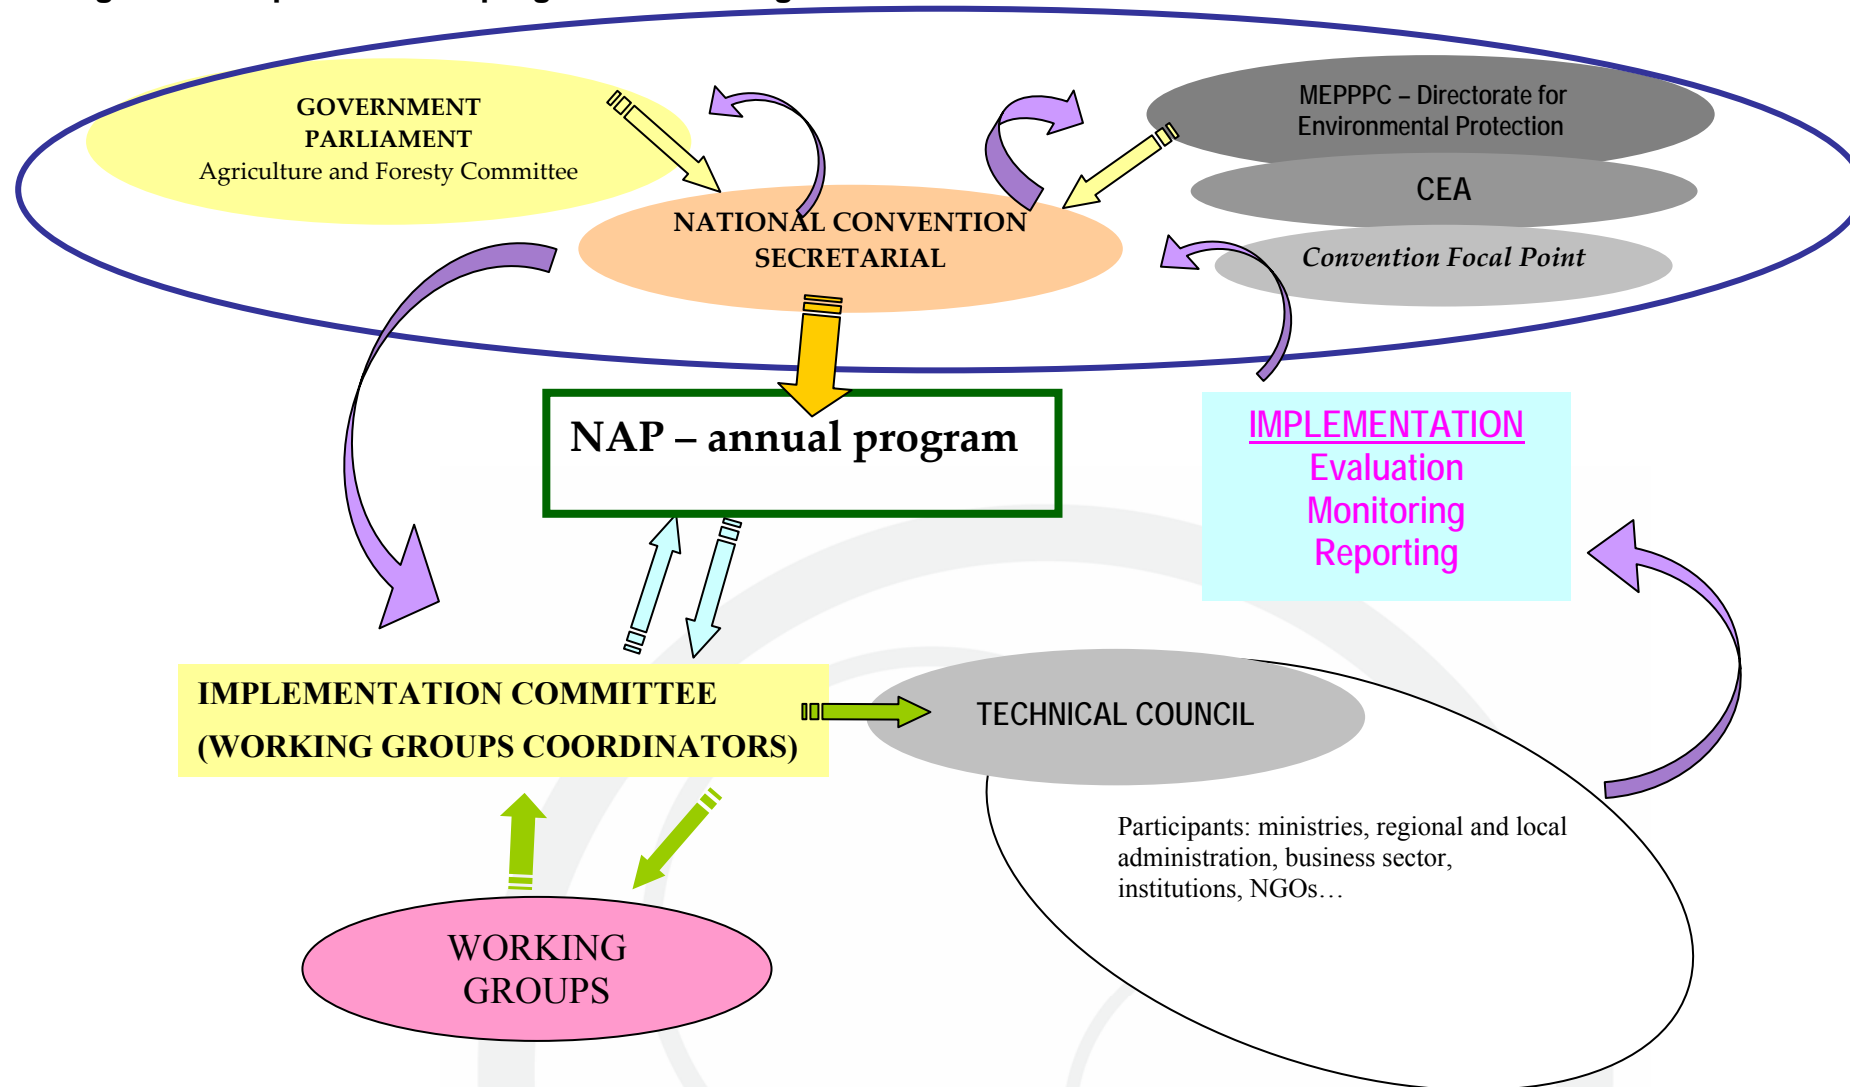 GOVERNMENT
PARLIAMENT
Agriculture and Foresty Committee
MEPPPC – Directorate for
Environmental Protection
CEA
Convention Focal Point
NATIONAL CONVENTION
SECRETARIAL
NAP – annual program
IMPLEMENTATION
Evaluation
Monitoring
Reporting
IMPLEMENTATION COMMITTEE
(WORKING GROUPS COORDINATORS)
TECHNICAL COUNCIL
Participants: ministries, regional and local
administration, business sector,
institutions, NGOs…
WORKING
GROUPS